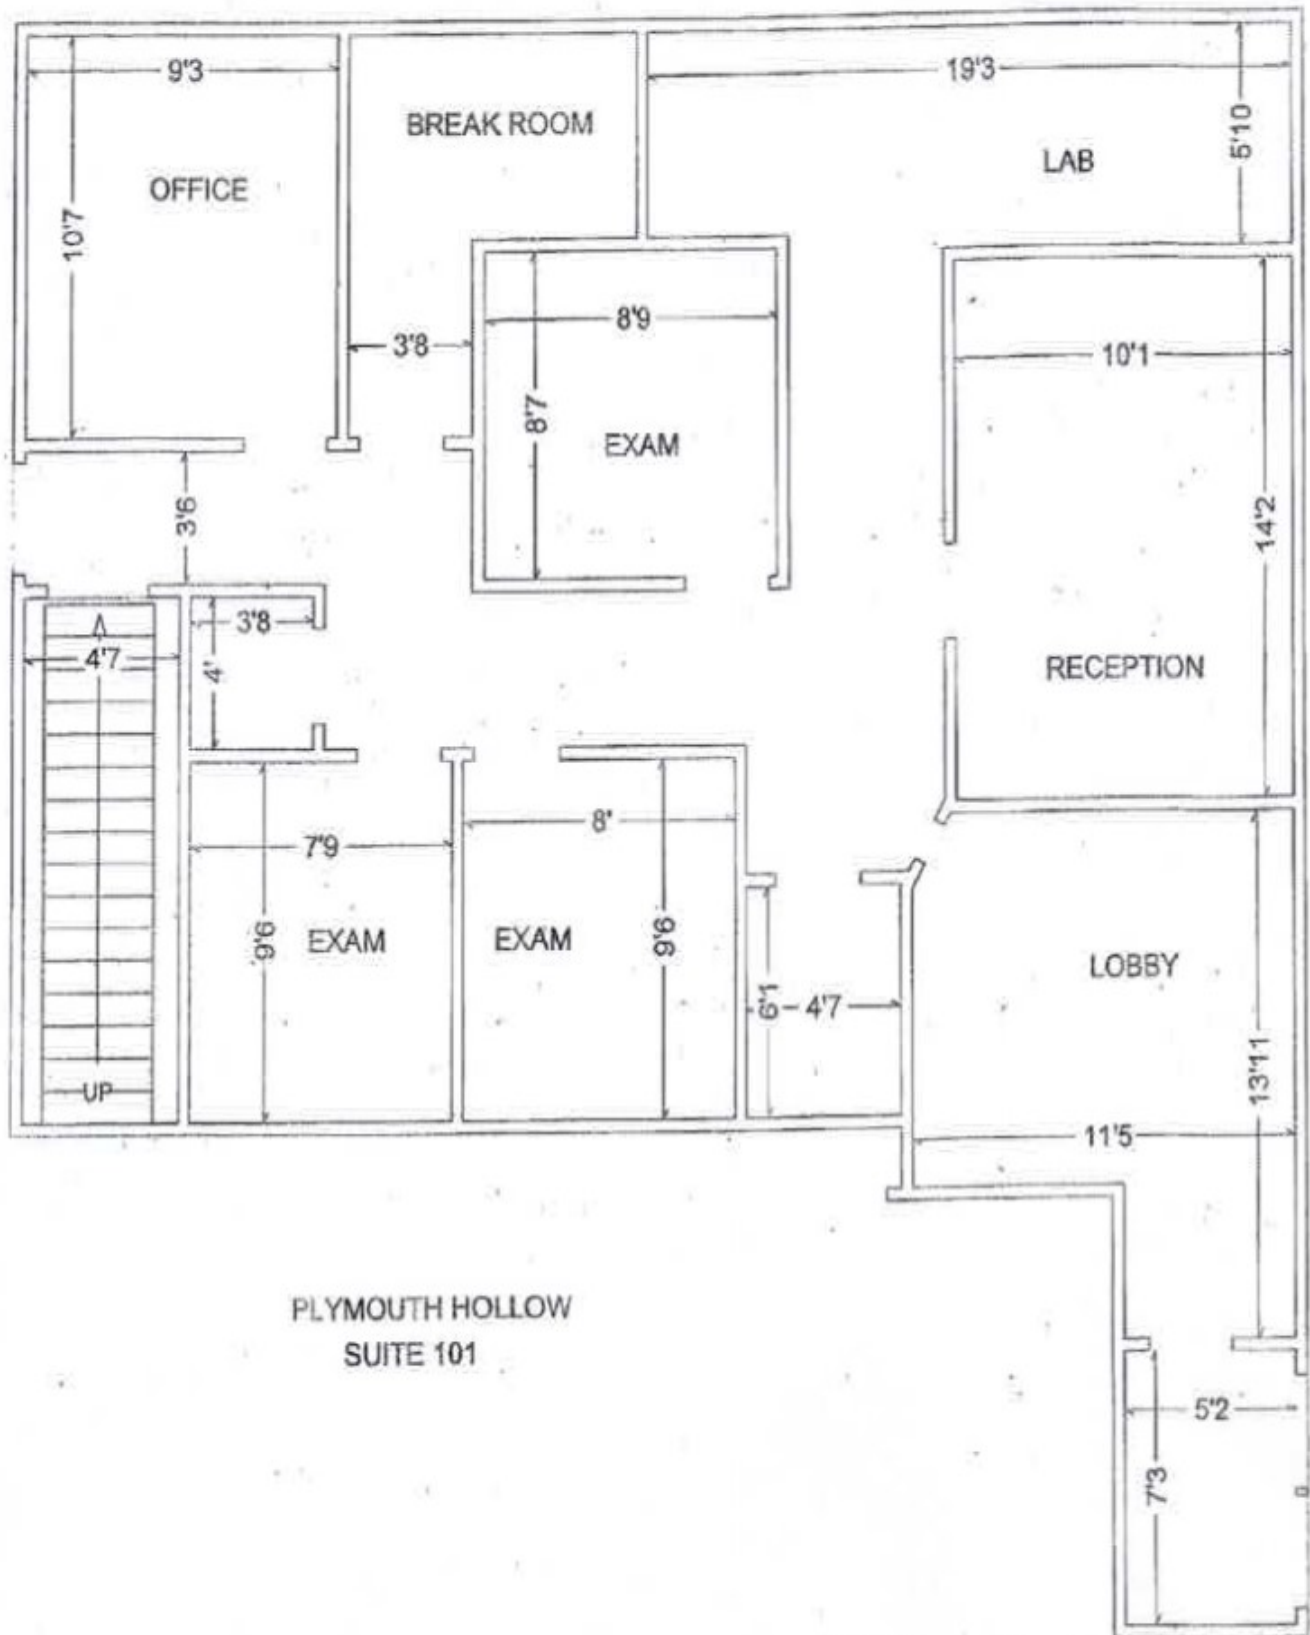 9'3
19'3
BREAK ROOM
5'10
LAB
OFFICE
10'7
8'9
3'8
10'1
8'7
EXAM
3'6
14'2
3'8
4'7
4'
RECEPTION
8'
7'9
9'6
EXAM
EXAM
9'6
LOBBY
6'1
4'7
13'11
UP
11'5
PLYMOUTH HOLLOW
SUITE 101
5'2
7'3